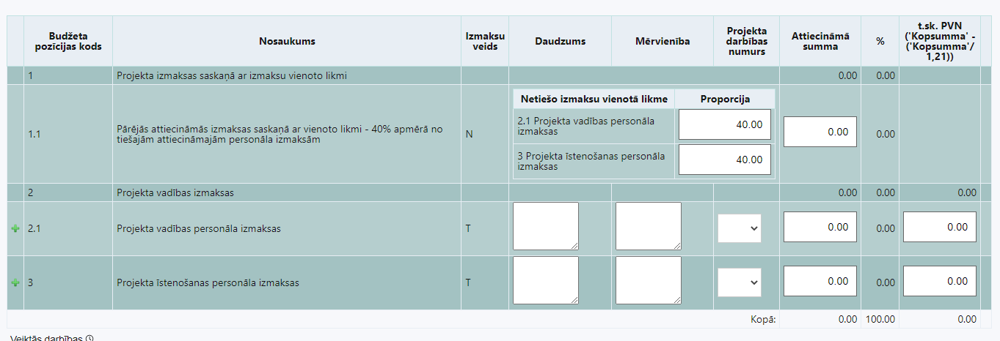 Budžeta pozīcijas kods
Nosaukums
Izmaksu veids
Daudzums
Mērvienība
Projekta darbības numurs
Attiecināmā summa
%
t.sk. PVN ('Kopsumma' - ('Kopsumma'/ 1,21))
1
Projekta izmaksas saskaņā ar izmaksu vienoto likmi
0.00
0.00
1.1
Pārējās attiecināmās izmaksas saskaņā ar vienoto likmi - 40% apmērā no
tiešajām attiecināmajām personāla izmaksām
N
Netiešo izmaksu vienotā likme
Proporcija
2.1 Projekta vadības personāla
izmaksas
40.00
3 Projekta īstenošanas personāla
izmaksas
40.00
0.00
0.00
2
Projekta vadības izmaksas
0.00
0.00
0.00
2.1
Projekta vadības personāla izmaksas
T
0.00
0.00
0.00
3
Projekta īstenošanas personāla izmaksas
T
0.00
0.00
0.00
Kopā:
0.00
100.00
0.00
Veiktās darbības